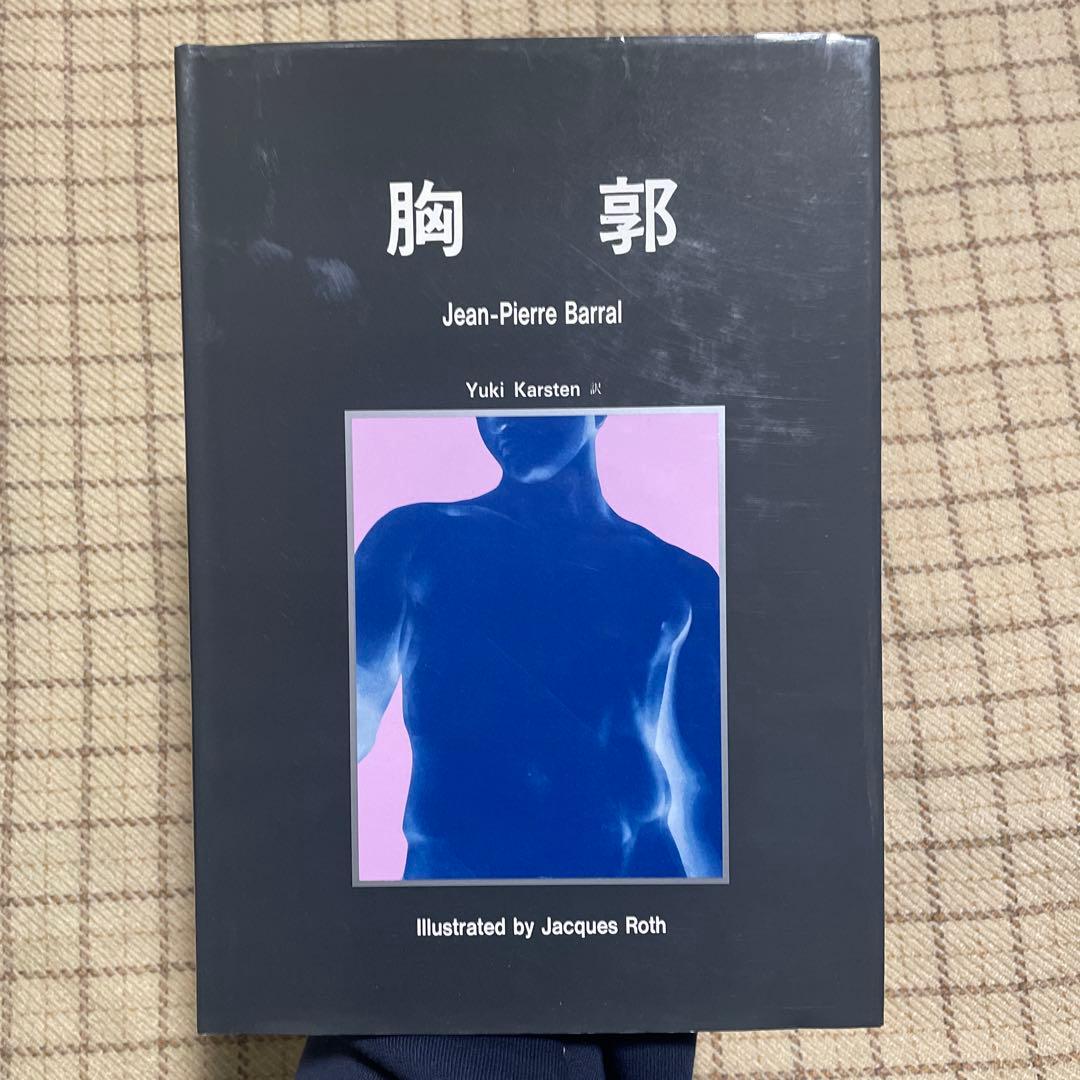 胸郭
Jean-Pierre Barral
Yuki Karsten 訳
Illustrated by Jacques Roth